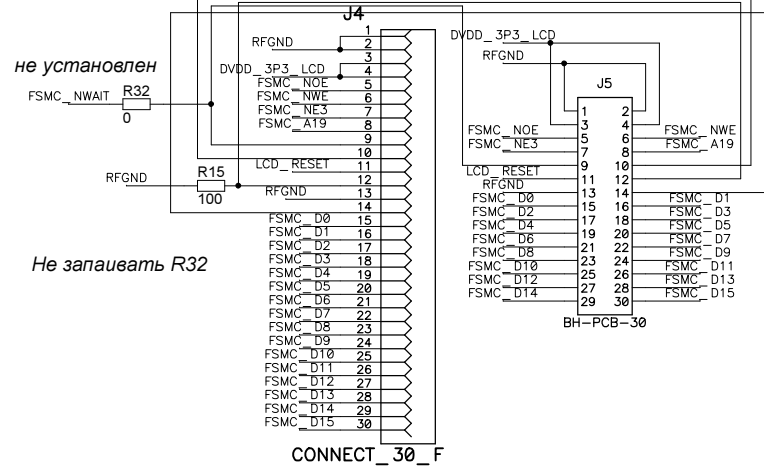 J4
1
RFGND 2
3
DVDD_3P3_LCD 4
FSMC_NOE 5
FSMC_NWE 6
FSMC_NE3 7
FSMC_A19 8
9
10
LCD_RESET 11
12
RFGND 13
14
FSMC_D0 15
FSMC_D1 16
FSMC_D2 17
FSMC_D3 18
FSMC_D4 19
FSMC_D5 20
FSMC_D6 21
FSMC_D7 22
FSMC_D8 23
FSMC_D9 24
FSMC_D10 25
FSMC_D11 26
FSMC_D12 27
FSMC_D13 28
FSMC_D14 29
FSMC_D15 30
CONNECT_30_F
не установлен
FSMC_NWAIT R32
0
RFGND R15
100
Не запаивать R32
DVDD_3P3_LCD
RFGND
J5
1 2
3 4
FSMC_NOE 5 6 FSMC_NWE
FSMC_NE3 7 8 FSMC_A19
9 10
LCD_RESET 11 12
RFGND 13 14
FSMC_D0 15 16 FSMC_D1
FSMC_D2 17 18 FSMC_D3
FSMC_D4 19 20 FSMC_D5
FSMC_D6 21 22 FSMC_D7
FSMC_D8 23 24 FSMC_D9
FSMC_D10 25 26 FSMC_D11
FSMC_D12 27 28 FSMC_D13
FSMC_D14 29 30 FSMC_D15
BH-PCB-30